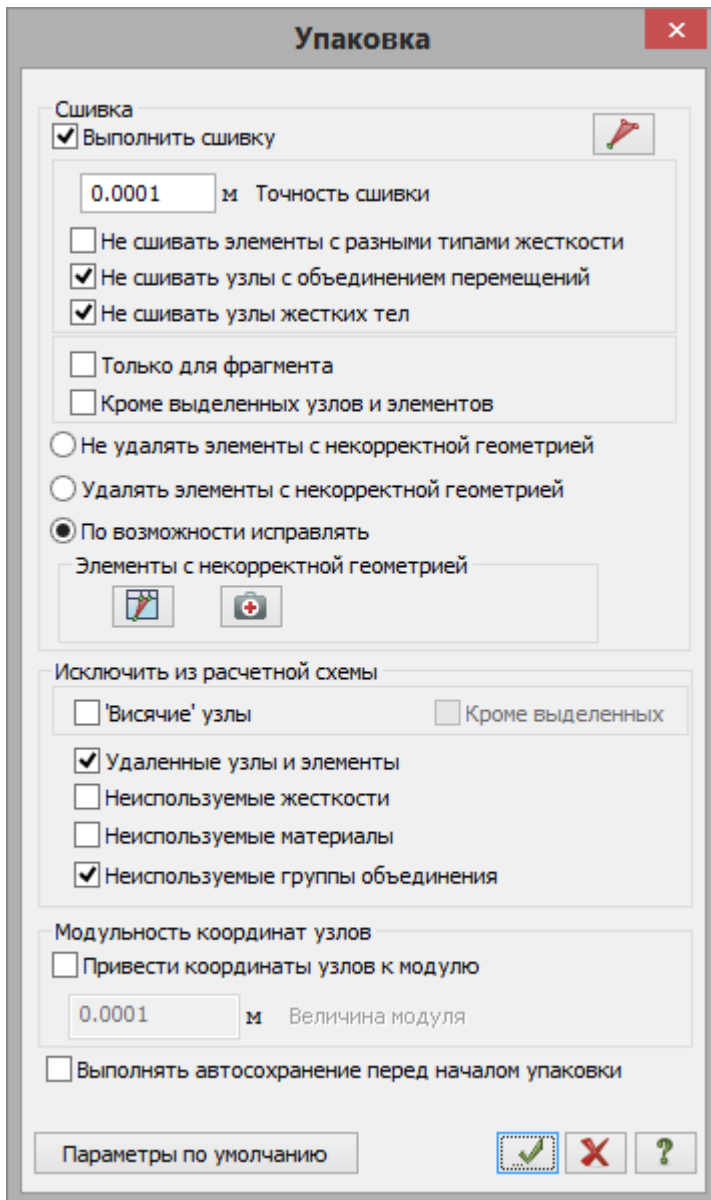 Упаковка
Сшивка
Выполнить сшивку
0.0001 м Точность сшивки
Не сшивать элементы с разными типами жесткости
Не сшивать узлы с объединением перемещений
Не сшивать узлы жестких тел
Только для фрагмента
Кроме выделенных узлов и элементов
Не удалять элементы с некорректной геометрией
Удалять элементы с некорректной геометрией
По возможности исправлять
Элементы с некорректной геометрией
Исключить из расчетной схемы
'Висячие' узлы Кроме выделенных
Удаленные узлы и элементы
Неиспользуемые жесткости
Неиспользуемые материалы
Неиспользуемые группы объединения
Модульность координат узлов
Привести координаты узлов к модулю
0.0001 м Величина модуля
Выполнять автосохранение перед началом упаковки
Параметры по умолчанию ?